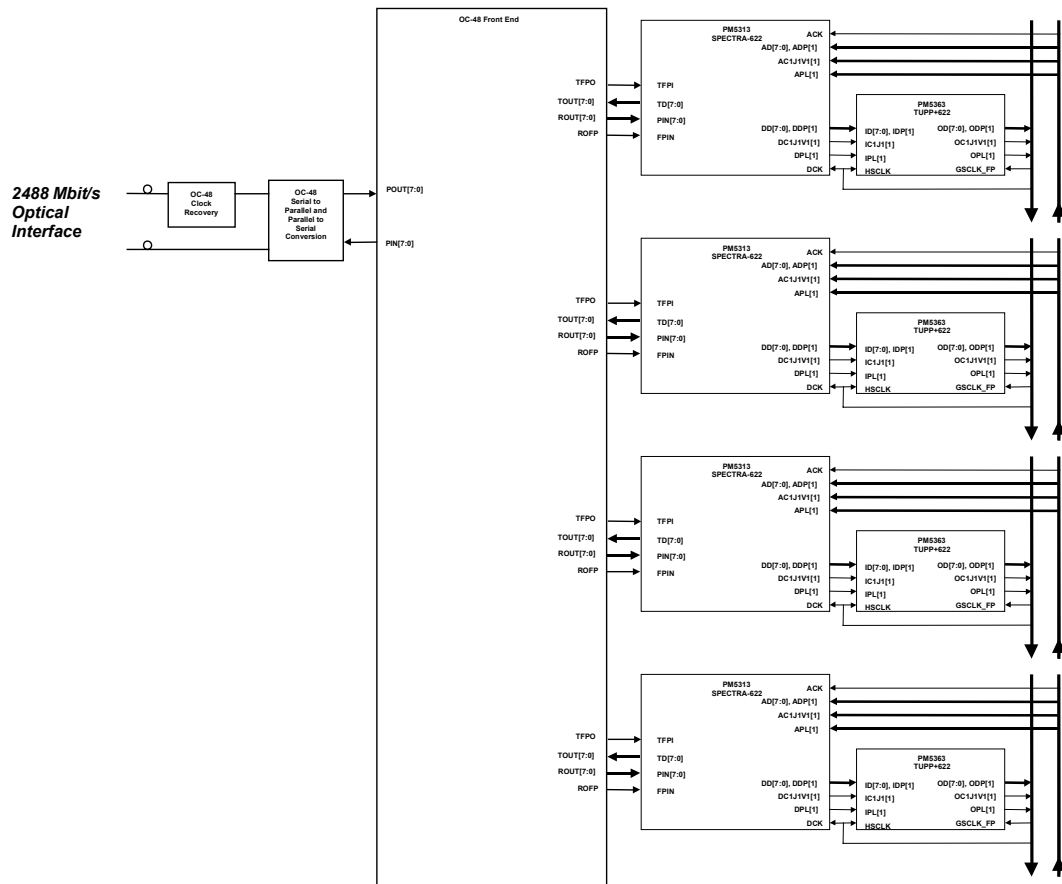 OC-48 Front End
2488 Mbit/s
Optical
Interface
OC-48
Clock
Recovery
OC-48
Serial to
Parallel and
Parallel to
Serial
Conversion
POUT[7:0]
PIN[7:0]
TFPO
TOUT[7:0]
ROUT[7:0]
ROFP
PM5313
SPECTRA-622
ACK
AD[7:0], ADP[1]
AC1J1V1[1]
APL[1]
TFPI
TD[7:0]
PIN[7:0]
FPIN
DD[7:0], DDP[1]
DC1J1V1[1]
DPL[1]
DCK
PM5363
TUPP+622
ID[7:0], IDP[1]
IC1J1[1]
IPL[1]
HSCLK
OD[7:0], ODP[1]
OC1J1V1[1]
OPL[1]
GSCLK_FP
TFPO
TOUT[7:0]
ROUT[7:0]
ROFP
PM5313
SPECTRA-622
ACK
AD[7:0], ADP[1]
AC1J1V1[1]
APL[1]
TFPI
TD[7:0]
PIN[7:0]
FPIN
DD[7:0], DDP[1]
DC1J1V1[1]
DPL[1]
DCK
PM5363
TUPP+622
ID[7:0], IDP[1]
IC1J1[1]
IPL[1]
HSCLK
OD[7:0], ODP[1]
OC1J1V1[1]
OPL[1]
GSCLK_FP
TFPO
TOUT[7:0]
ROUT[7:0]
ROFP
PM5313
SPECTRA-622
ACK
AD[7:0], ADP[1]
AC1J1V1[1]
APL[1]
TFPI
TD[7:0]
PIN[7:0]
FPIN
DD[7:0], DDP[1]
DC1J1V1[1]
DPL[1]
DCK
PM5363
TUPP+622
ID[7:0], IDP[1]
IC1J1[1]
IPL[1]
HSCLK
OD[7:0], ODP[1]
OC1J1V1[1]
OPL[1]
GSCLK_FP
TFPO
TOUT[7:0]
ROUT[7:0]
ROFP
PM5313
SPECTRA-622
ACK
AD[7:0], ADP[1]
AC1J1V1[1]
APL[1]
TFPI
TD[7:0]
PIN[7:0]
FPIN
DD[7:0], DDP[1]
DC1J1V1[1]
DPL[1]
DCK
PM5363
TUPP+622
ID[7:0], IDP[1]
IC1J1[1]
IPL[1]
HSCLK
OD[7:0], ODP[1]
OC1J1V1[1]
OPL[1]
GSCLK_FP